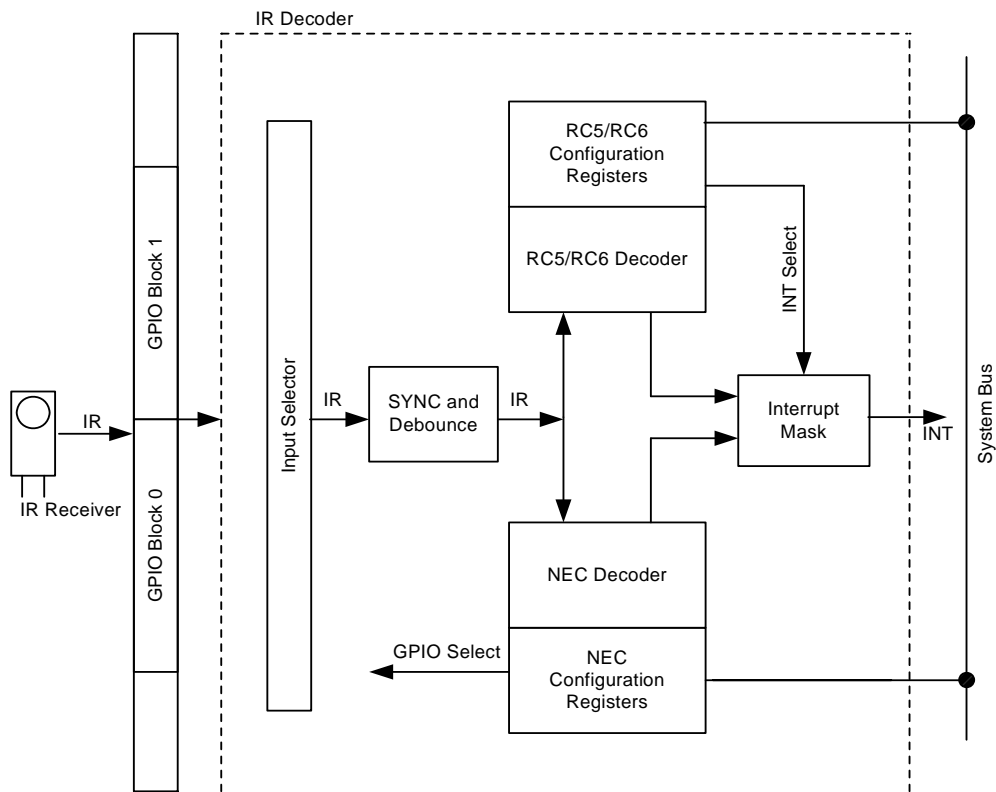 IR Decoder
RC5/RC6
Configuration
Registers
RC5/RC6 Decoder
INT Select
GPIO Block 1
GPIO Block 0
IR
IR Receiver
Input Selector
IR
SYNC and
Debounce
IR
Interrupt
Mask
INT
System Bus
NEC Decoder
GPIO Select
NEC
Configuration
Registers